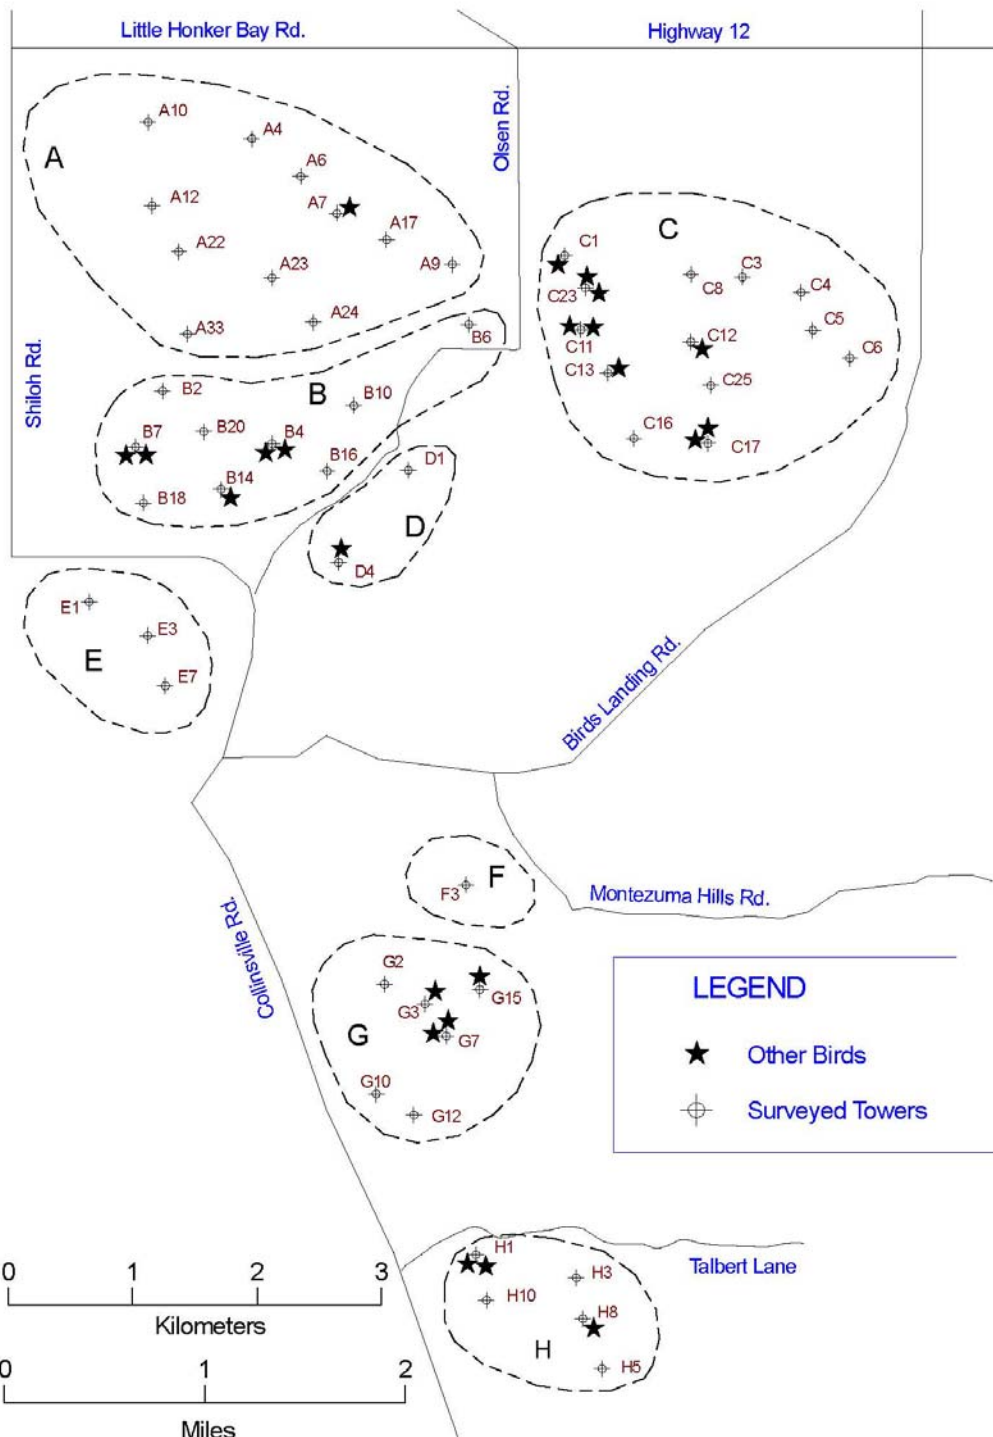 Little Honker Bay Rd.
Highway 12
Olsen Rd.
Shiloh Rd.
A
A10
A4
A6
A7
A12
A17
A22
A23
A9
A24
A33
B
B6
B2
B10
B7
B20
B4
B16
B14
B18
C
C1
C3
C8
C4
C23
C5
C11
C12
C6
C13
C25
C16
C17
D
D1
D4
E
E1
E3
E7
Birds Landing Rd.
F
F3
Montezuma Hills Rd.
Collinsville Rd.
G
G2
G15
G3
G7
G10
G12
LEGEND
Other Birds
Surveyed Towers
H
H1
H3
H10
H8
H5
Talbert Lane
0 1 2 3
Kilometers
0 1 2
Miles